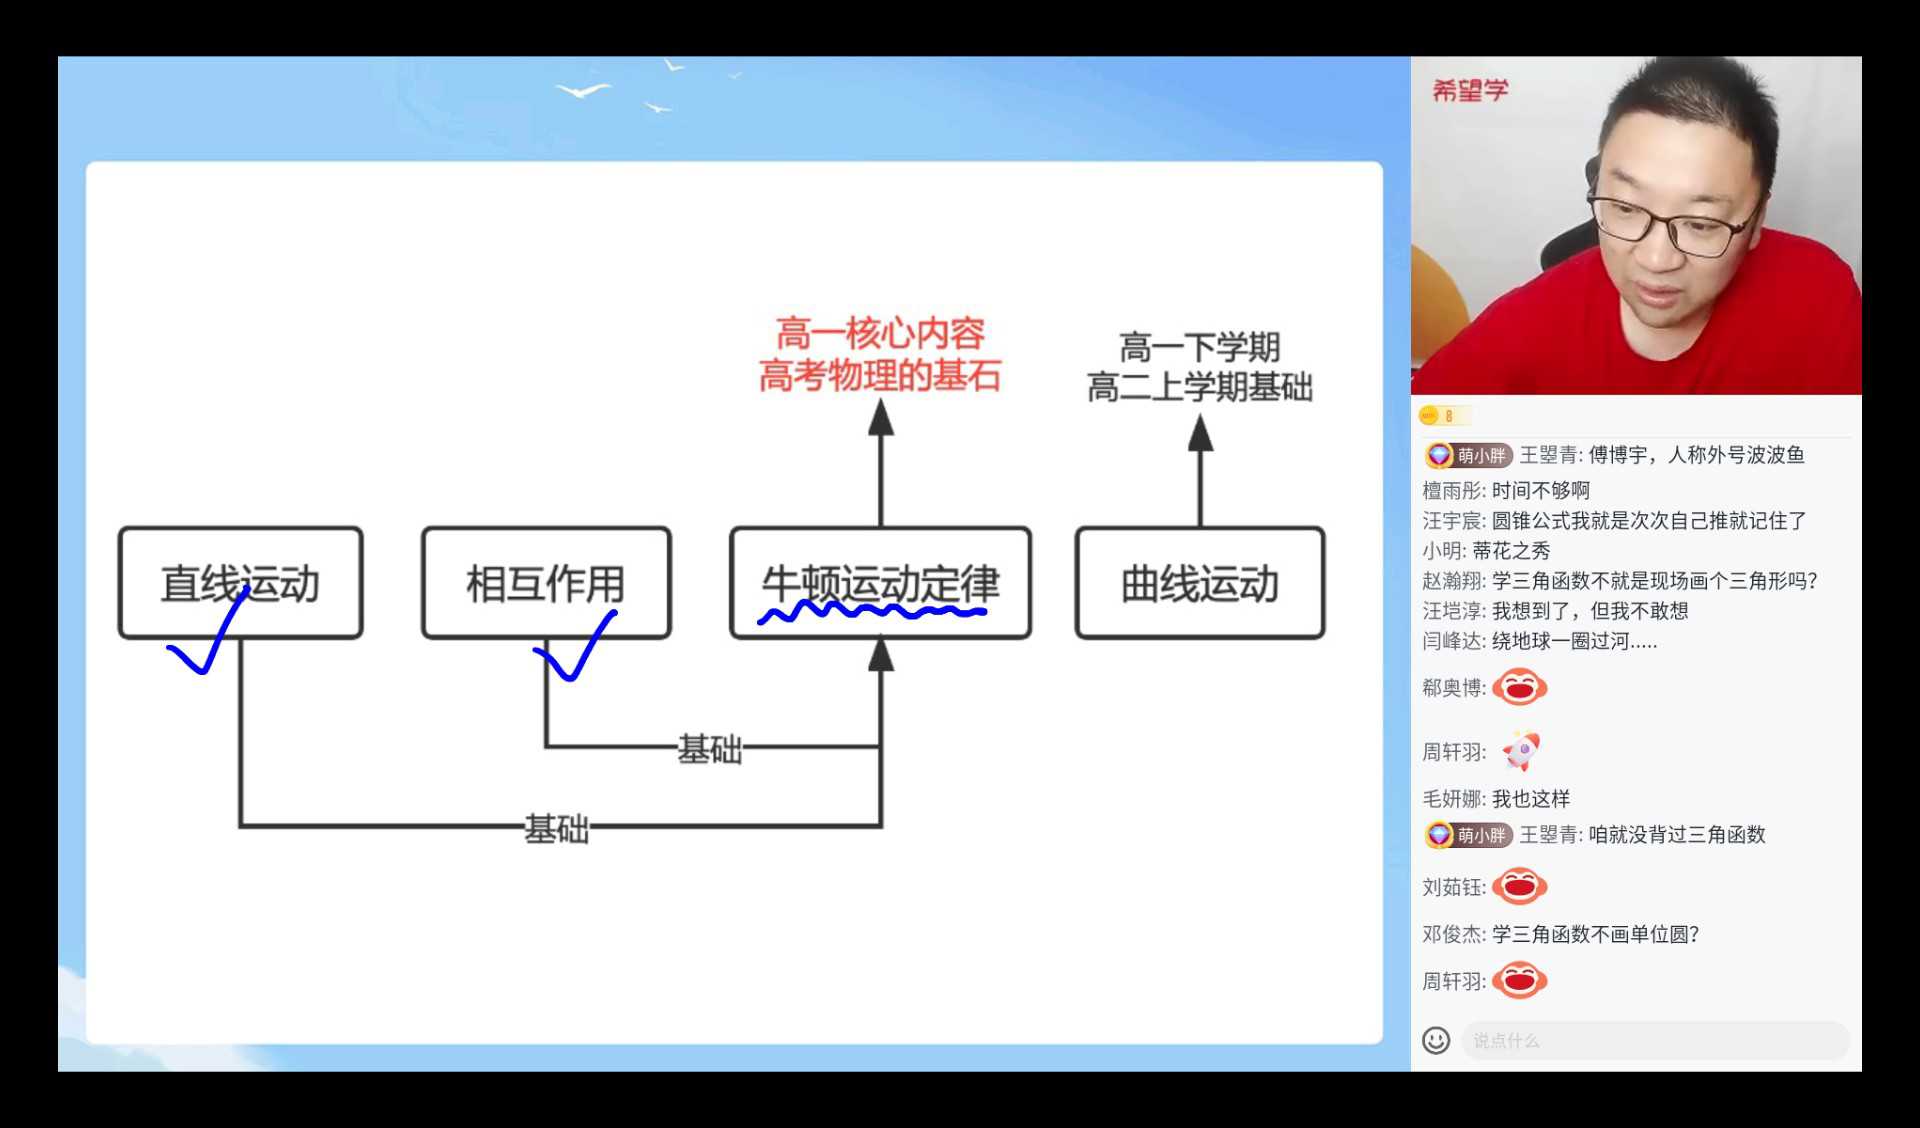 高一核心内容
高考物理的基石
高一下学期
高二上学期基础
直线运动
相互作用
牛顿运动定律
曲线运动
基础
基础
希望学
8
萌小胖 王曌青: 傅博宇，人称外号波波鱼
檀雨彤: 时间不够啊
汪宇宸: 圆锥公式我就是次次自己推就记住了
小明: 蒂花之秀
赵瀚翔: 学三角函数不就是现场画个三角形吗?
汪垲淳: 我想到了，但我不敢想
闫峰达: 绕地球一圈过河.....
郗奥博:
周轩羽:
毛妍娜: 我也这样
萌小胖 王曌青: 咱就没背过三角函数
刘茹钰:
邓俊杰: 学三角函数不画单位圆?
周轩羽:
说点什么